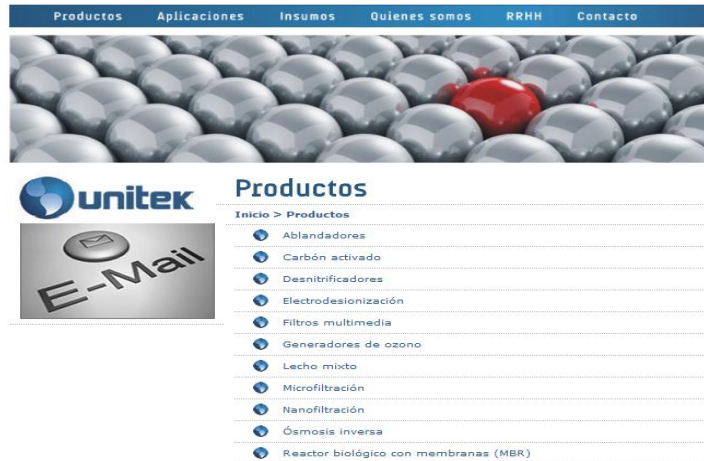 Productos Aplicaciones Insumos Quienes somos RRHH Contacto
unitek
E-Mail
Productos
Inicio > Productos
Ablandadores
Carbón activado
Desnitrificadores
Electrodesionización
Filtros multimedia
Generadores de ozono
Lecho mixto
Microfiltración
Nanofiltración
Ósmosis inversa
Reactor biológico con membranas (MBR)